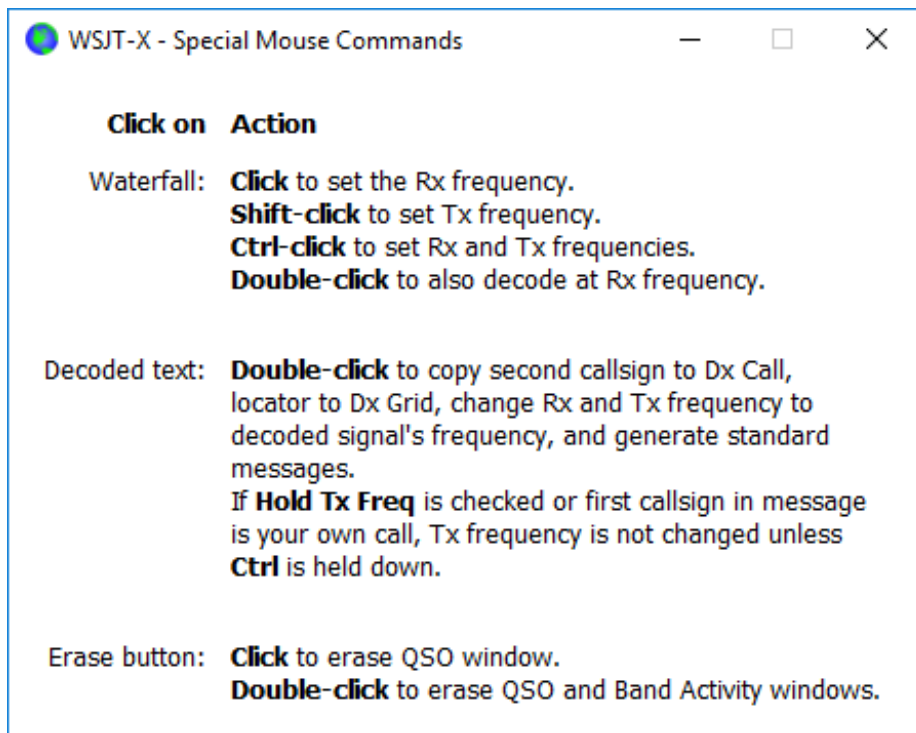 WSJT-X - Special Mouse Commands
Click on Action
Waterfall: Click to set the Rx frequency.
Shift-click to set Tx frequency.
Ctrl-click to set Rx and Tx frequencies.
Double-click to also decode at Rx frequency.
Decoded text: Double-click to copy second callsign to Dx Call,
locator to Dx Grid, change Rx and Tx frequency to
decoded signal's frequency, and generate standard
messages.
If Hold Tx Freq is checked or first callsign in message
is your own call, Tx frequency is not changed unless
Ctrl is held down.
Erase button: Click to erase QSO window.
Double-click to erase QSO and Band Activity windows.